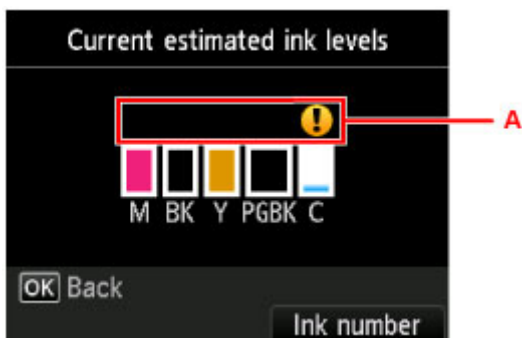 Current estimated ink levels
A
M BK Y PGBK C
OK Back
Ink number